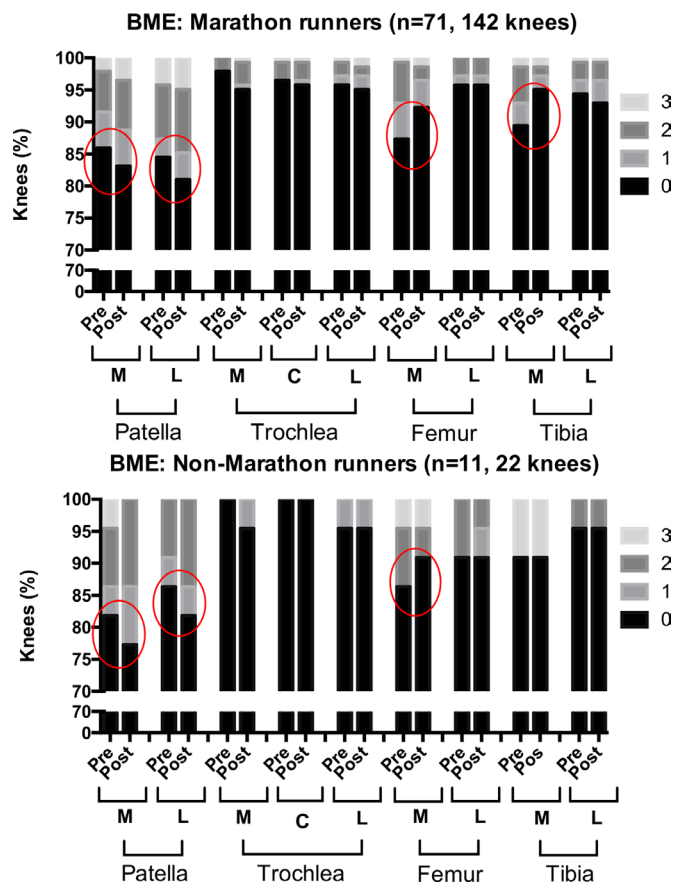 BME: Marathon runners (n=71, 142 knees)
100
95
90
85
80
75
70
70
0
Knees (%)
3
2
1
0
Pre Post Pre Post Pre Post Pre Post Pre Post Pre Post Pre Post Pre Pos Pre Post
M L M C L M L M L
Patella Trochlea Femur Tibia
BME: Non-Marathon runners (n=11, 22 knees)
100
95
90
85
80
75
70
70
0
Knees (%)
3
2
1
0
Pre Post Pre Post Pre Post Pre Post Pre Post Pre Post Pre Post Pre Pos Pre Post
M L M C L M L M L
Patella Trochlea Femur Tibia